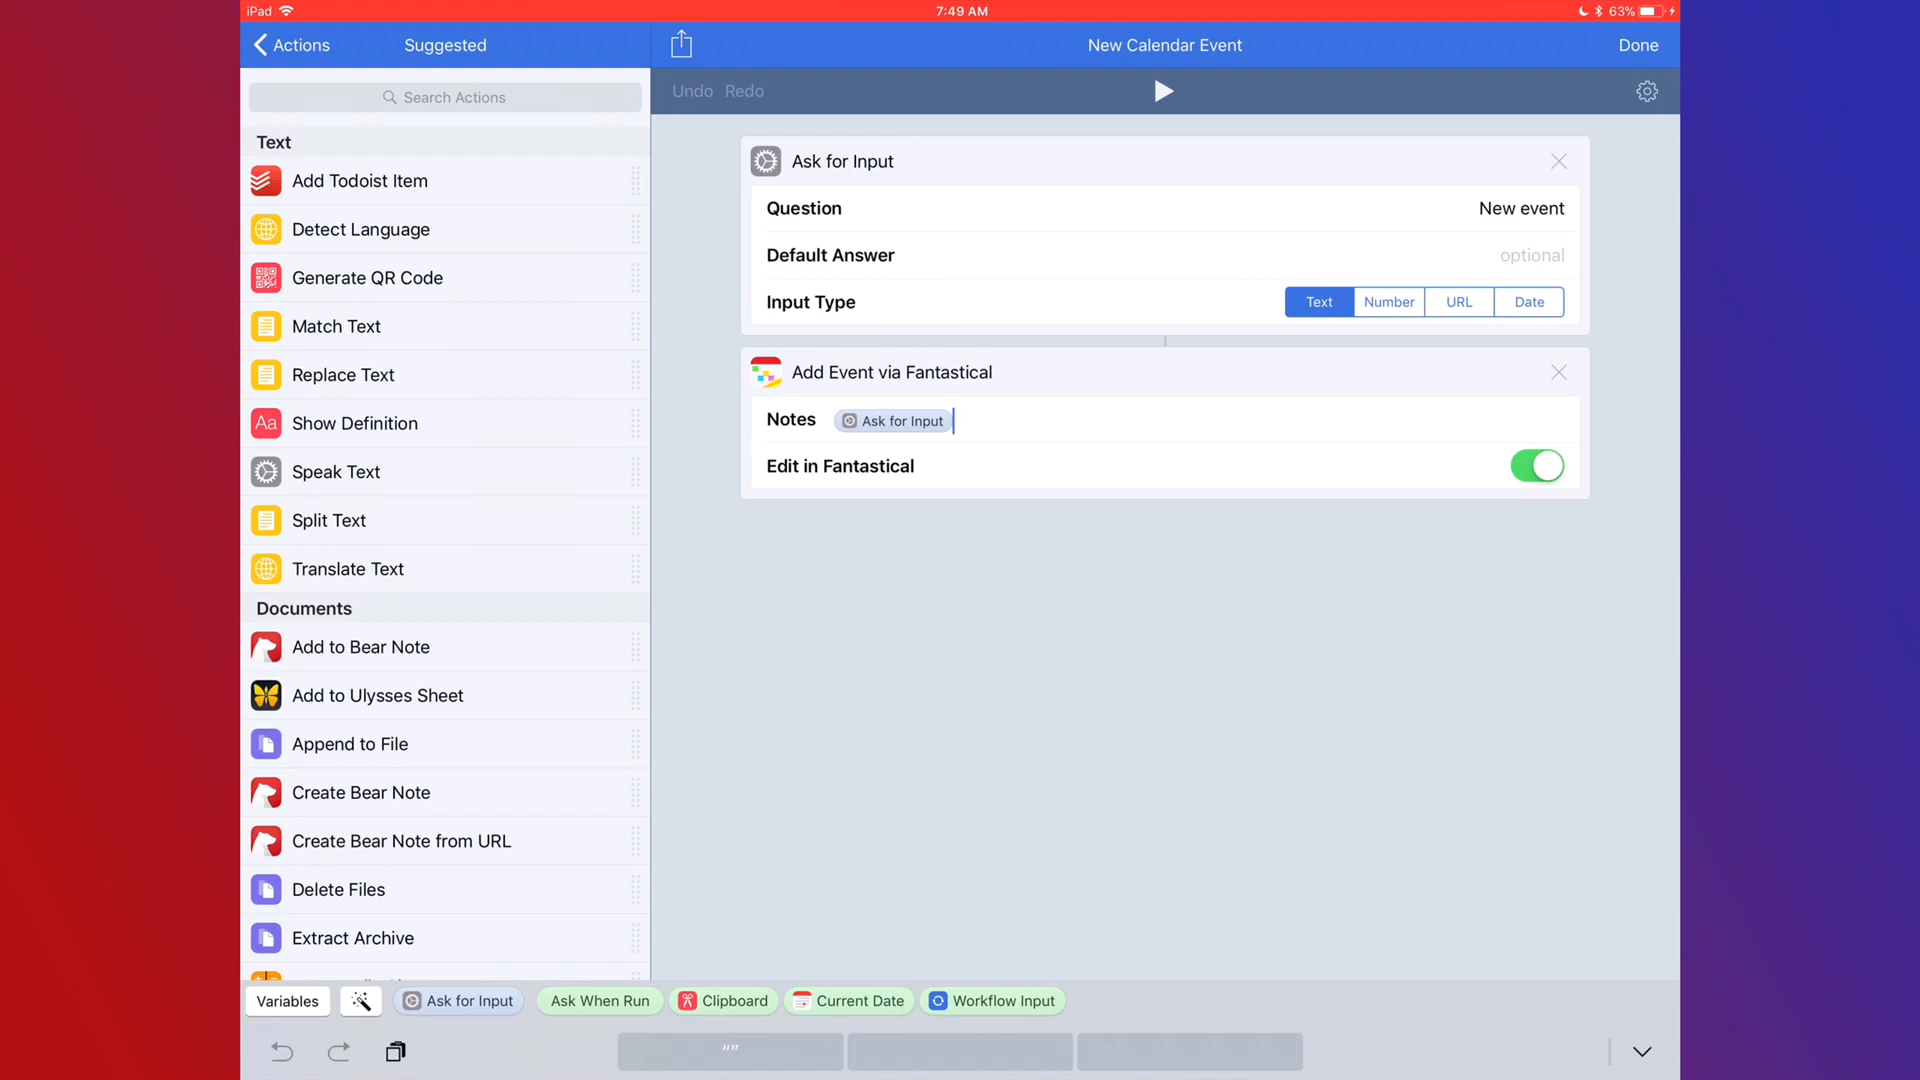 iPad
7:49 AM
63%
Actions
Suggested
New Calendar Event
Done
Search Actions
Undo Redo
Text
Add Todoist Item
Detect Language
Generate QR Code
Match Text
Replace Text
Aa Show Definition
Speak Text
Split Text
Translate Text
Documents
Add to Bear Note
Add to Ulysses Sheet
Append to File
Create Bear Note
Create Bear Note from URL
Delete Files
Extract Archive
Ask for Input
Question New event
Default Answer optional
Input Type Text Number URL Date
Add Event via Fantastical
Notes Ask for Input
Edit in Fantastical
Variables Ask for Input Ask When Run Clipboard Current Date Workflow Input
“”